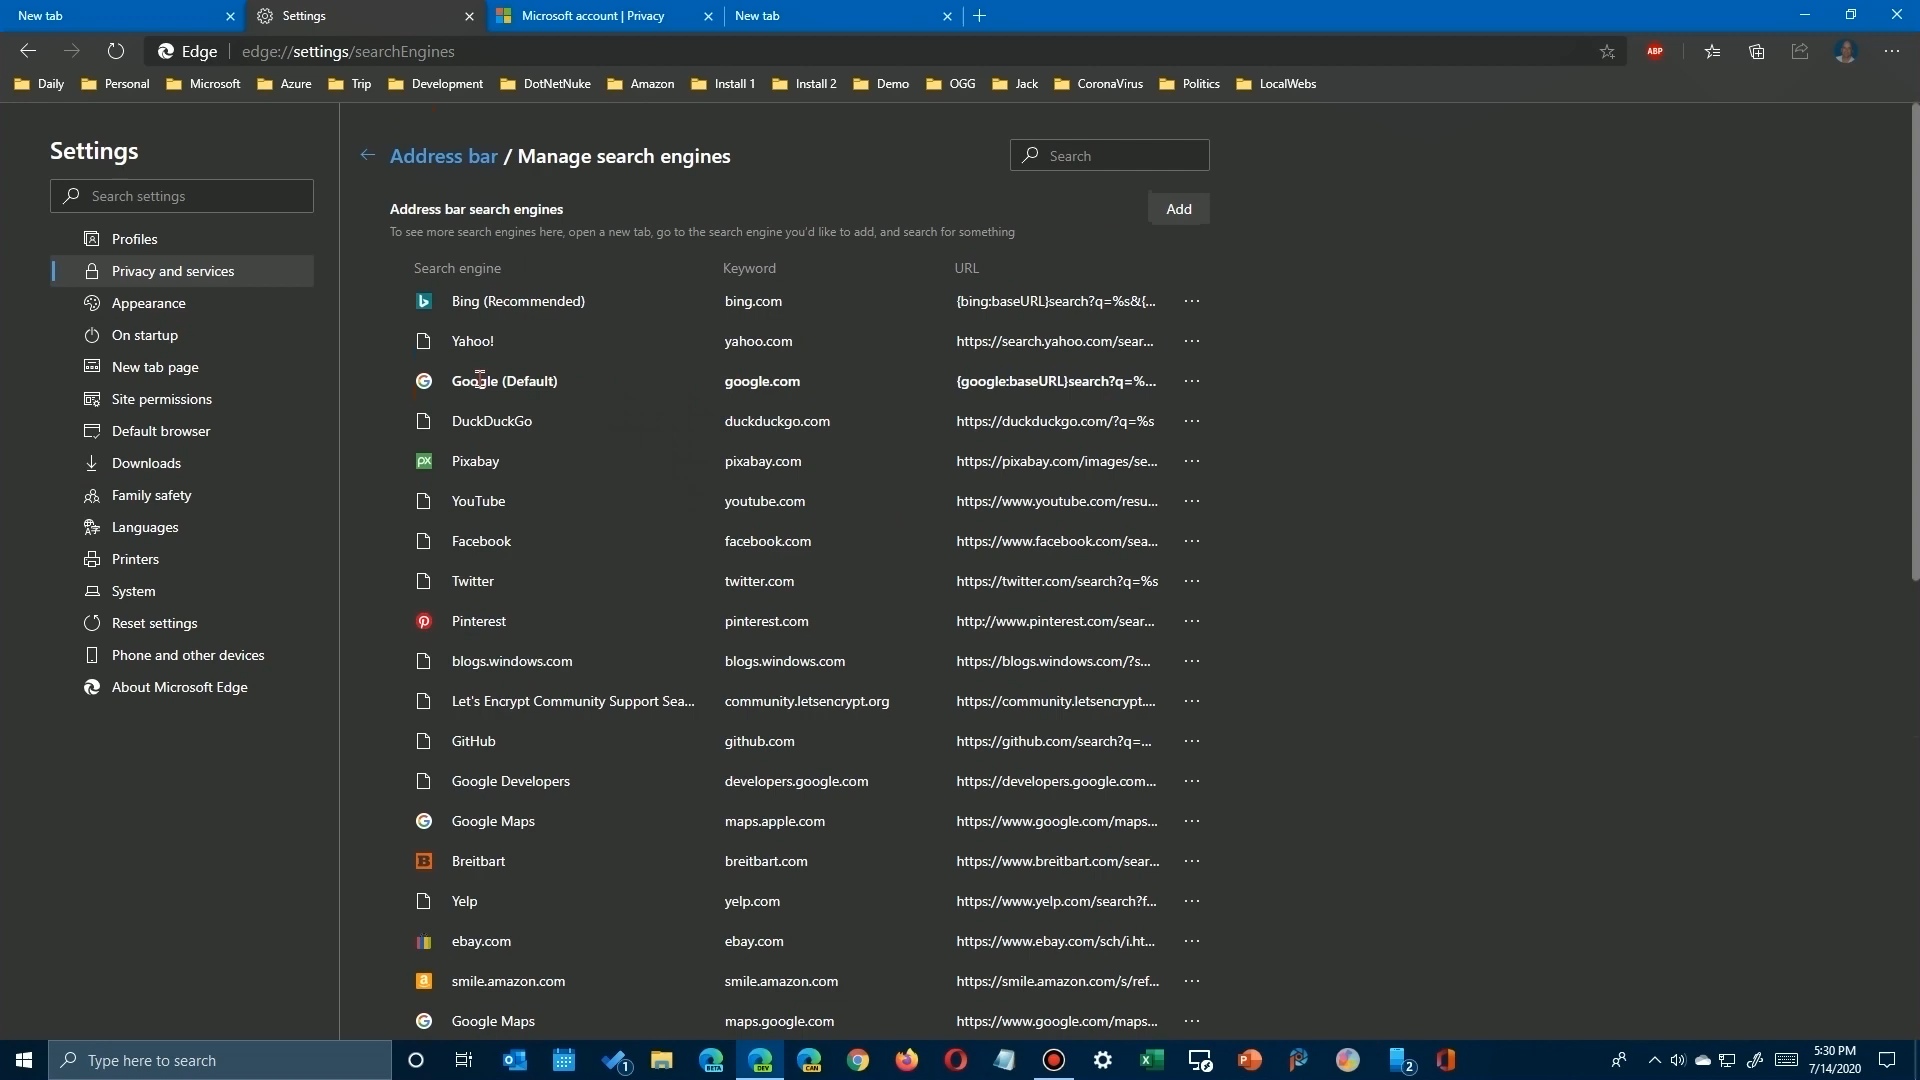 New tab
Settings
Microsoft account | Privacy
New tab
Edge
edge://settings/searchEngines
ABP
Daily
Personal
Microsoft
Azure
Trip
Development
DotNetNuke
Amazon
Install 1
Install 2
Demo
OGG
Jack
CoronaVirus
Politics
LocalWebs
Settings
Search settings
Profiles
Privacy and services
Appearance
On startup
New tab page
Site permissions
Default browser
Downloads
Family safety
Languages
Printers
System
Reset settings
Phone and other devices
About Microsoft Edge
Address bar / Manage search engines
Search
Address bar search engines
Add
To see more search engines here, open a new tab, go to the search engine you'd like to add, and search for something
Search engine Keyword URL
Bing (Recommended) bing.com {bing:baseURL}search?q=%s&{...
Yahoo! yahoo.com https://search.yahoo.com/sear...
Google (Default) google.com {google:baseURL}search?q=%...
DuckDuckGo duckduckgo.com https://duckduckgo.com/?q=%s
px Pixabay pixabay.com https://pixabay.com/images/se...
YouTube youtube.com https://www.youtube.com/resu...
Facebook facebook.com https://www.facebook.com/sea...
Twitter twitter.com https://twitter.com/search?q=%s
Pinterest pinterest.com http://www.pinterest.com/sear...
blogs.windows.com blogs.windows.com https://blogs.windows.com/?s...
Let's Encrypt Community Support Sea... community.letsencrypt.org https://community.letsencrypt....
GitHub github.com https://github.com/search?q=...
Google Developers developers.google.com https://developers.google.com...
Google Maps maps.apple.com https://www.google.com/maps...
Breitbart breitbart.com https://www.breitbart.com/sear...
Yelp yelp.com https://www.yelp.com/search?f...
ebay.com ebay.com https://www.ebay.com/sch/i.ht...
smile.amazon.com smile.amazon.com https://smile.amazon.com/s/ref...
Google Maps maps.google.com https://www.google.com/maps...
Type here to search
1
BETA
DEV
CAN
2
5:30 PM
7/14/2020